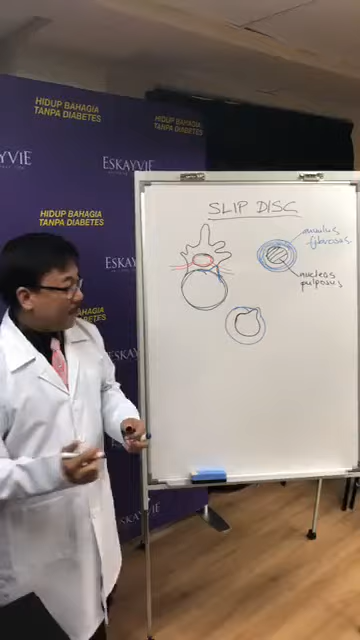 HIDUP BAHAGIA
TANPA DIABETES
HIDUP BAHAGIA
TANPA DIABETES
ESKAYVIE
ESKAYVIE
HIDUP BAHAGIA
TANPA DIABETES
ESKAYVIE
SLIP DISC
annulus
fibrosus
nucleus
pulposus